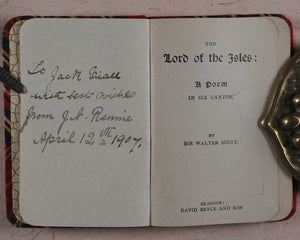 To Jack
with best wishes
from J. A. Rennie
April 12th 1907.
THE
Lord of the Isles:
A Poem
IN SIX CANTOS,
BY
SIR WALTER SCOTT.
GLASGOW:
DAVID BRYCE AND SON